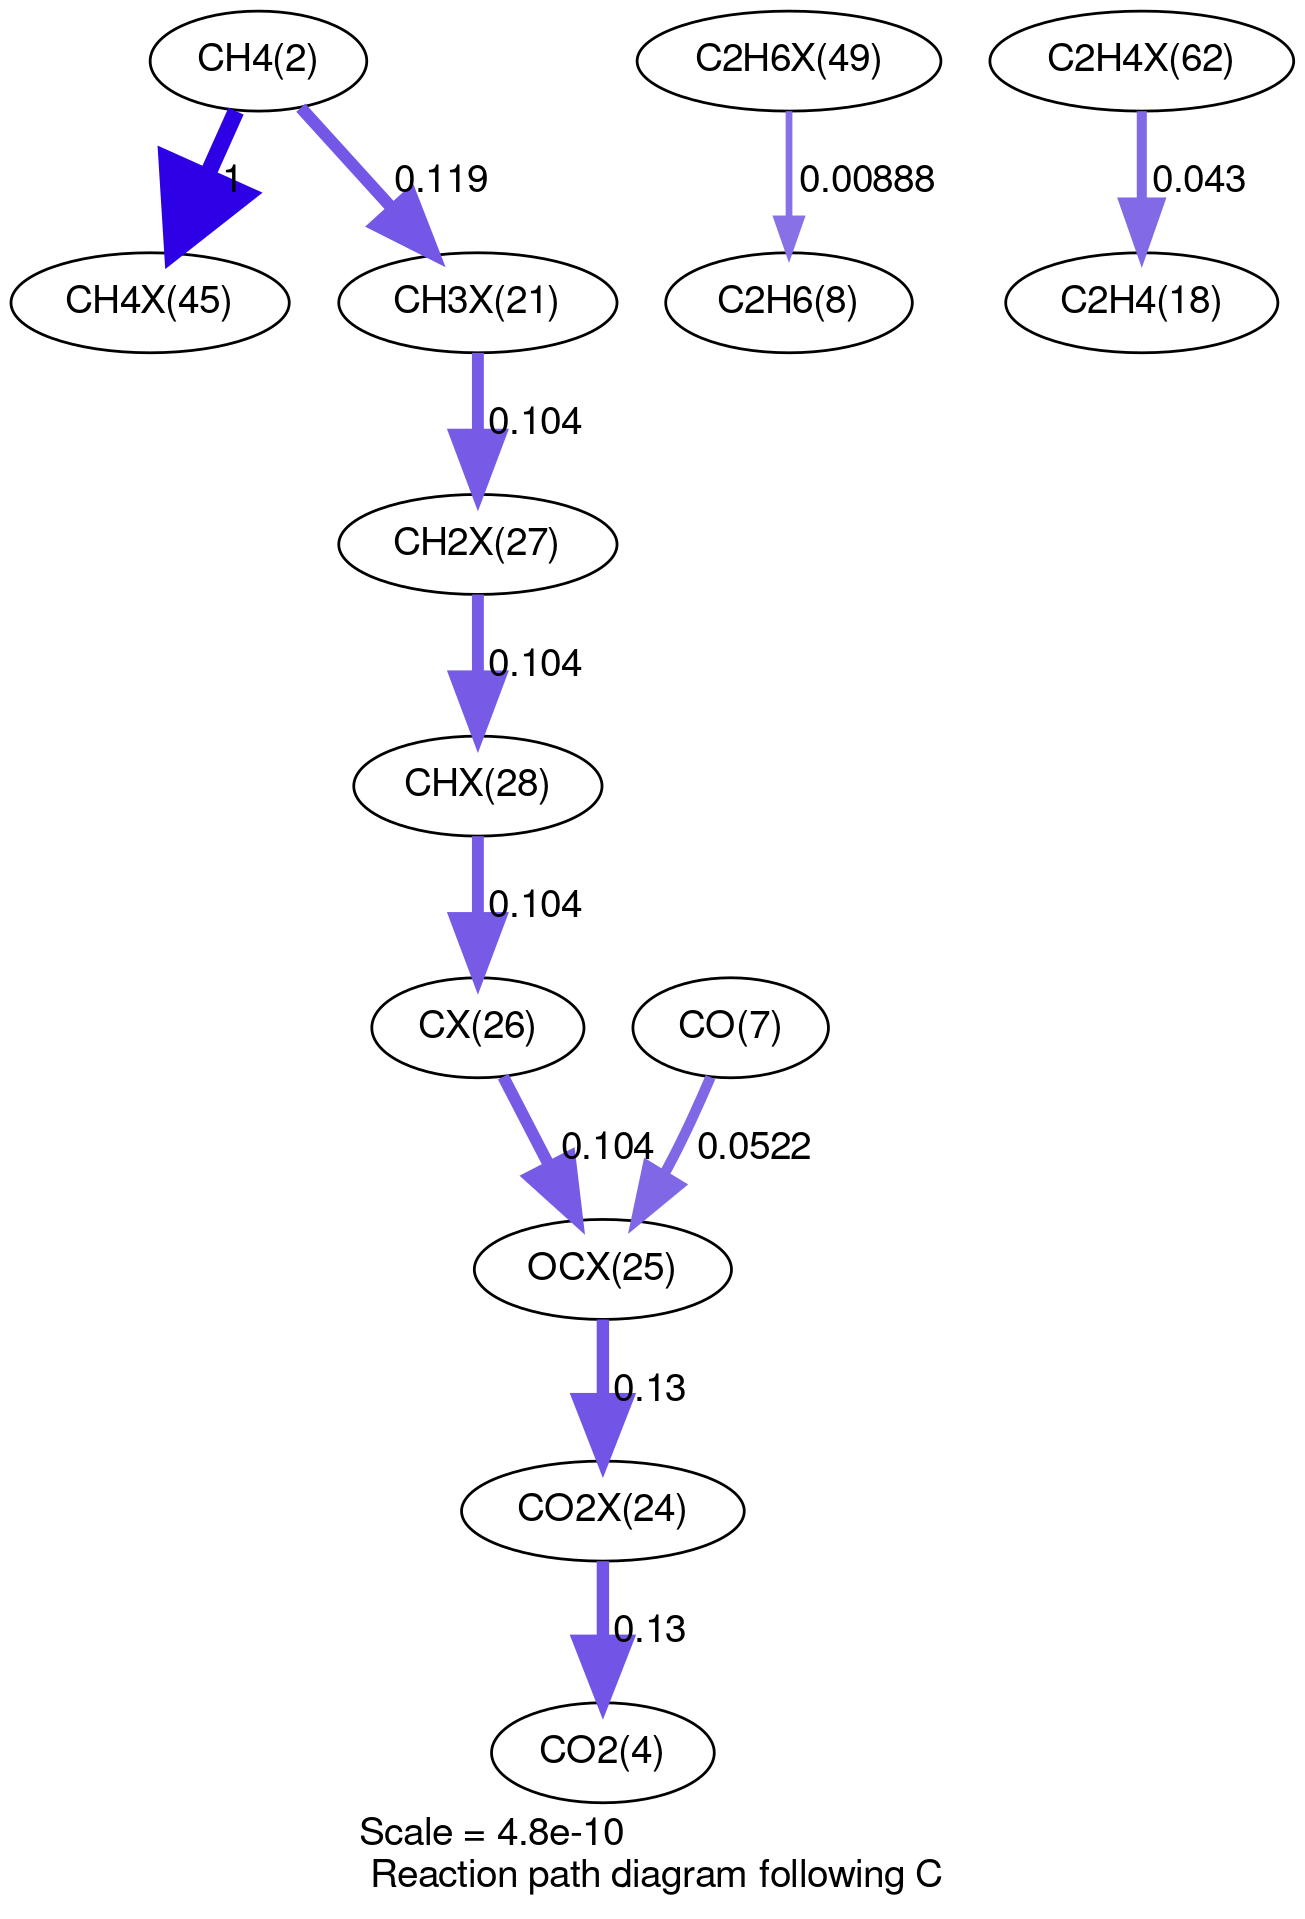 CH4(2)
C2H6X(49)
C2H4X(62)
1
0.119
0.00888
0.043
CH4X(45)
CH3X(21)
C2H6(8)
C2H4(18)
0.104
CH2X(27)
0.104
CHX(28)
0.104
CX(26)
CO(7)
0.104
0.0522
OCX(25)
0.13
CO2X(24)
0.13
CO2(4)
Scale = 4.8e-10
Reaction path diagram following C